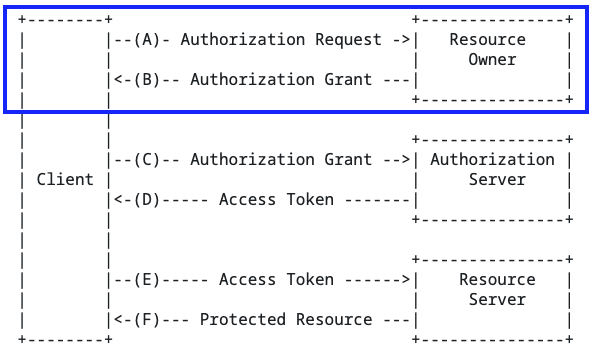 +--------+                               +---------------+
|        |--(A)- Authorization Request ->|   Resource    |
|        |                               |     Owner     |
|        |<-(B)-- Authorization Grant ---|               |
|        |                               +---------------+
|        |
|        |                               +---------------+
|        |--(C)-- Authorization Grant -->| Authorization |
| Client |                               |     Server    |
|        |<-(D)----- Access Token -------|               |
|        |                               +---------------+
|        |
|        |                               +---------------+
|        |--(E)----- Access Token ------>|    Resource   |
|        |                               |     Server    |
|        |<-(F)--- Protected Resource ---|               |
+--------+                               +---------------+